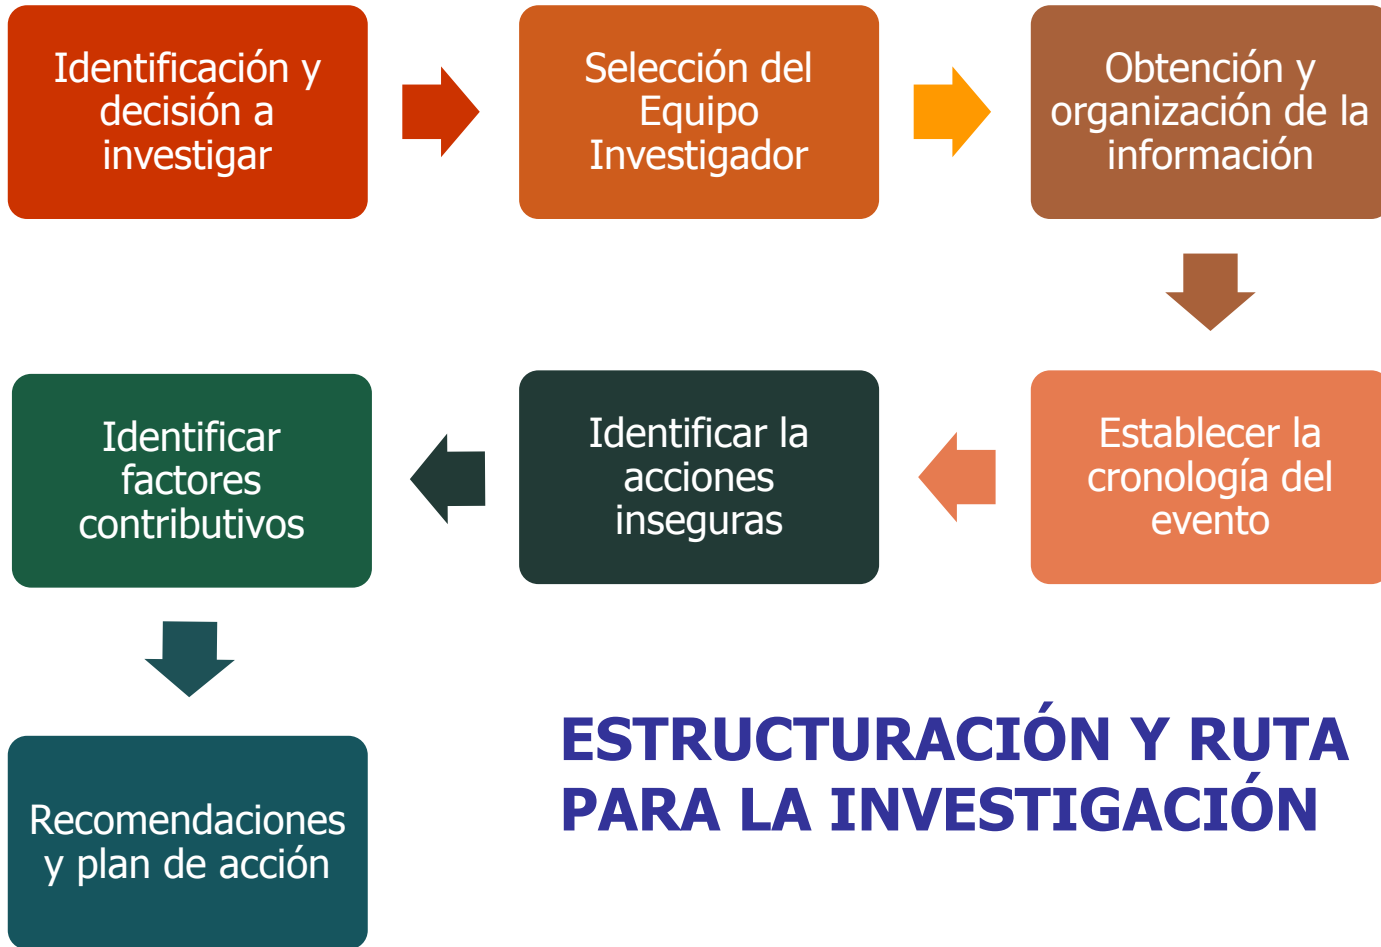 Identificación y
decisión a
investigar
Selección del
Equipo
Investigador
Obtención y
organización de la
información
Establecer la
cronología del
evento
Identificar la
acciones
inseguras
Identificar
factores
contributivos
Recomendaciones
y plan de acción
ESTRUCTURACIÓN Y RUTA
PARA LA INVESTIGACIÓN